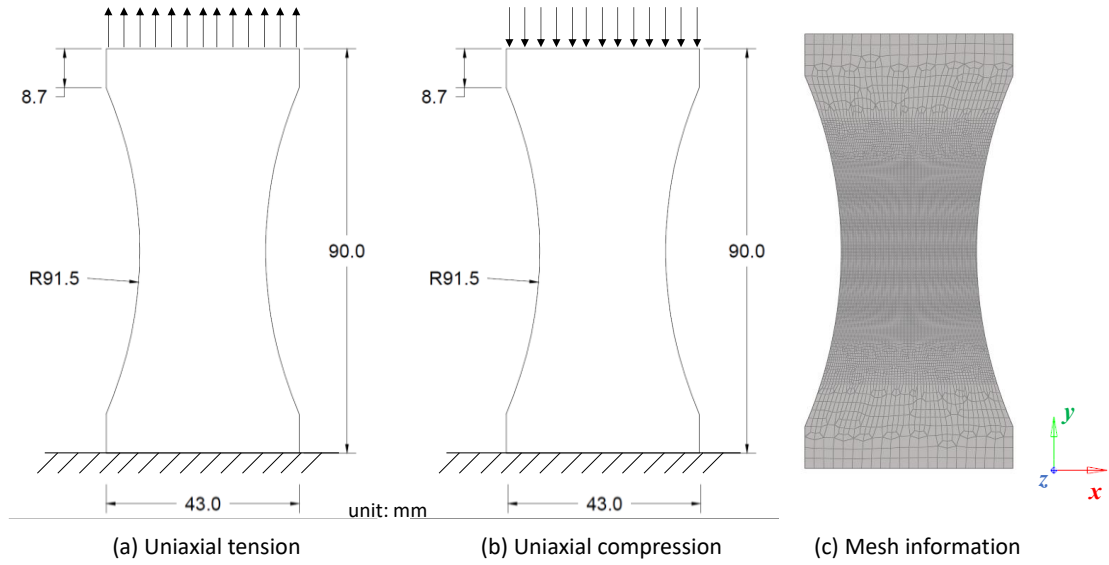 8.7
R91.5
90.0
43.0
8.7
R91.5
90.0
43.0
unit: mm
y
z
x
(a) Uniaxial tension
(b) Uniaxial compression
(c) Mesh information